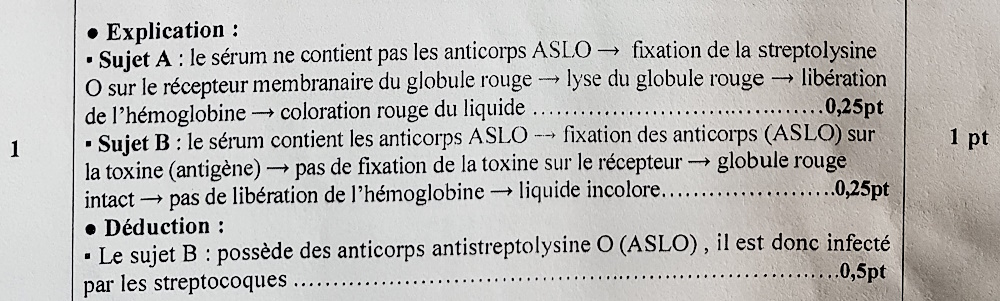 ● Explication :
▪ Sujet A : le sérum ne contient pas les anticorps ASLO → fixation de la streptolysine
O sur le récepteur membranaire du globule rouge → lyse du globule rouge → libération
de l'hémoglobine → coloration rouge du liquide ....................................0,25pt
1
▪ Sujet B : le sérum contient les anticorps ASLO → fixation des anticorps (ASLO) sur
1 pt
la toxine (antigène) → pas de fixation de la toxine sur le récepteur → globule rouge
intact → pas de libération de l'hémoglobine → liquide incolore.....................0,25pt
● Déduction :
▪ Le sujet B : possède des anticorps antistreptolysine O (ASLO) , il est donc infecté
par les streptocoques ..................................................................0,5pt